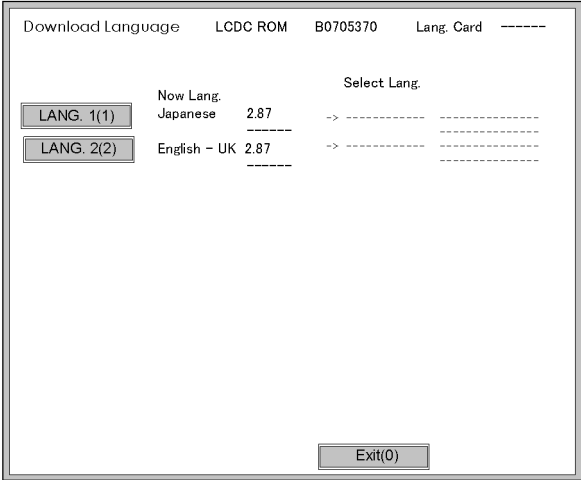 Download Language LCDC ROM B0705370 Lang. Card ------
Select Lang.
Now Lang.
LANG. 1(1) Japanese 2.87 -> ----------- --------------
------ --------------
LANG. 2(2) English - UK 2.87 -> ----------- --------------
------ --------------
Exit(0)